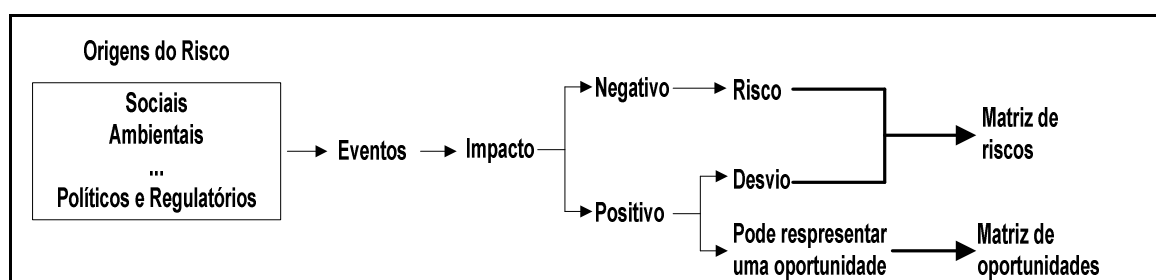 Origens do Risco
Sociais
Ambientais
...
Políticos e Regulatórios
Eventos
Impacto
Negativo
Risco
Matriz de
riscos
Desvio
Positivo
Pode respresentar
uma oportunidade
Matriz de
oportunidades